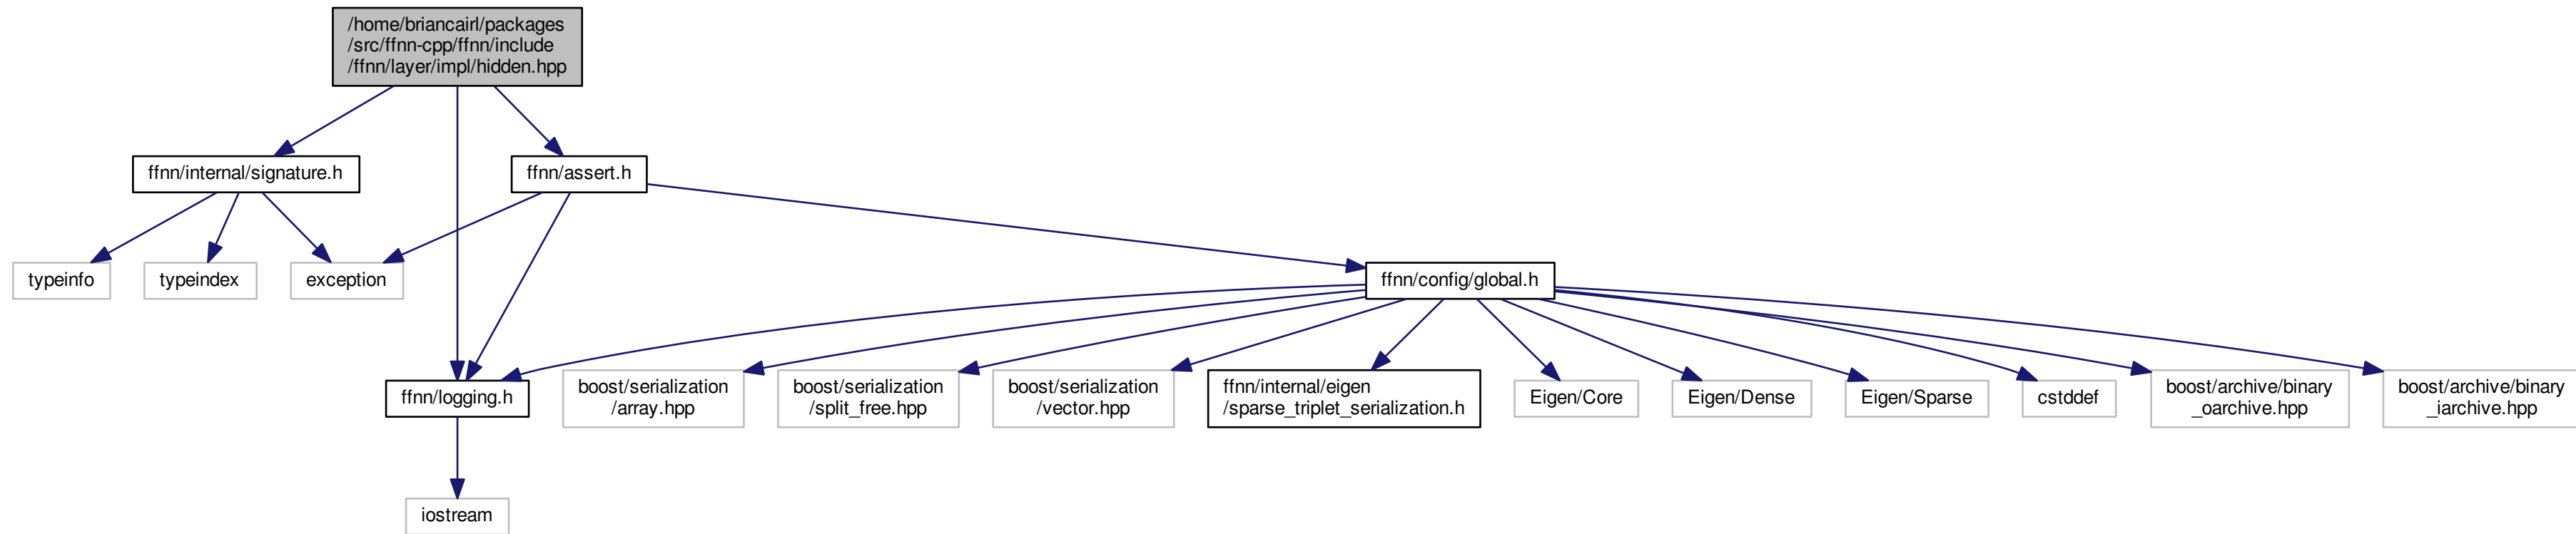 /home/briancairl/packages
/src/ffnn-cpp/ffnn/include
/ffnn/layer/impl/hidden.hpp
ffnn/internal/signature.h
ffnn/assert.h
typeinfo
typeindex
exception
ffnn/config/global.h
ffnn/logging.h
boost/serialization
/array.hpp
boost/serialization
/split_free.hpp
boost/serialization
/vector.hpp
ffnn/internal/eigen
/sparse_triplet_serialization.h
Eigen/Core
Eigen/Dense
Eigen/Sparse
cstddef
boost/archive/binary
_oarchive.hpp
boost/archive/binary
_iarchive.hpp
iostream